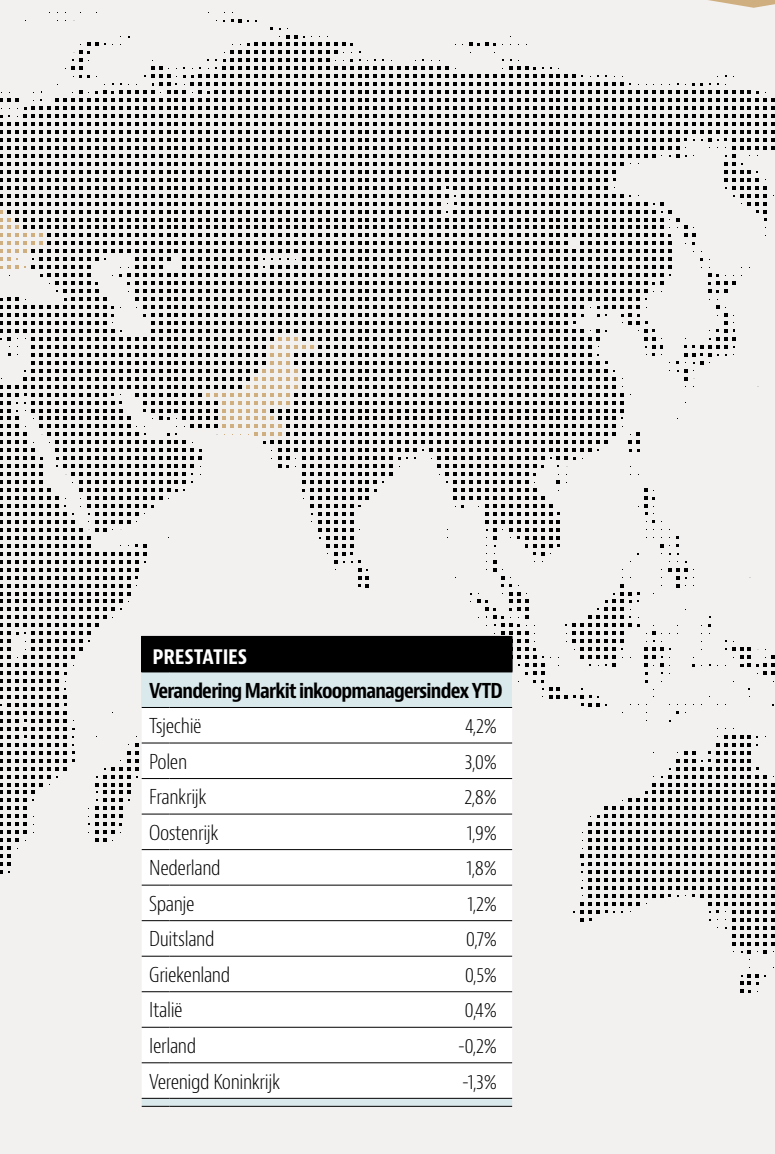 PRESTATIES
Verandering Markit inkoopmanagersindex YTD
Tsjechië 4,2%
Polen 3,0%
Frankrijk 2,8%
Oostenrijk 1,9%
Nederland 1,8%
Spanje 1,2%
Duitsland 0,7%
Griekenland 0,5%
Italië 0,4%
Ierland -0,2%
Verenigd Koninkrijk -1,3%